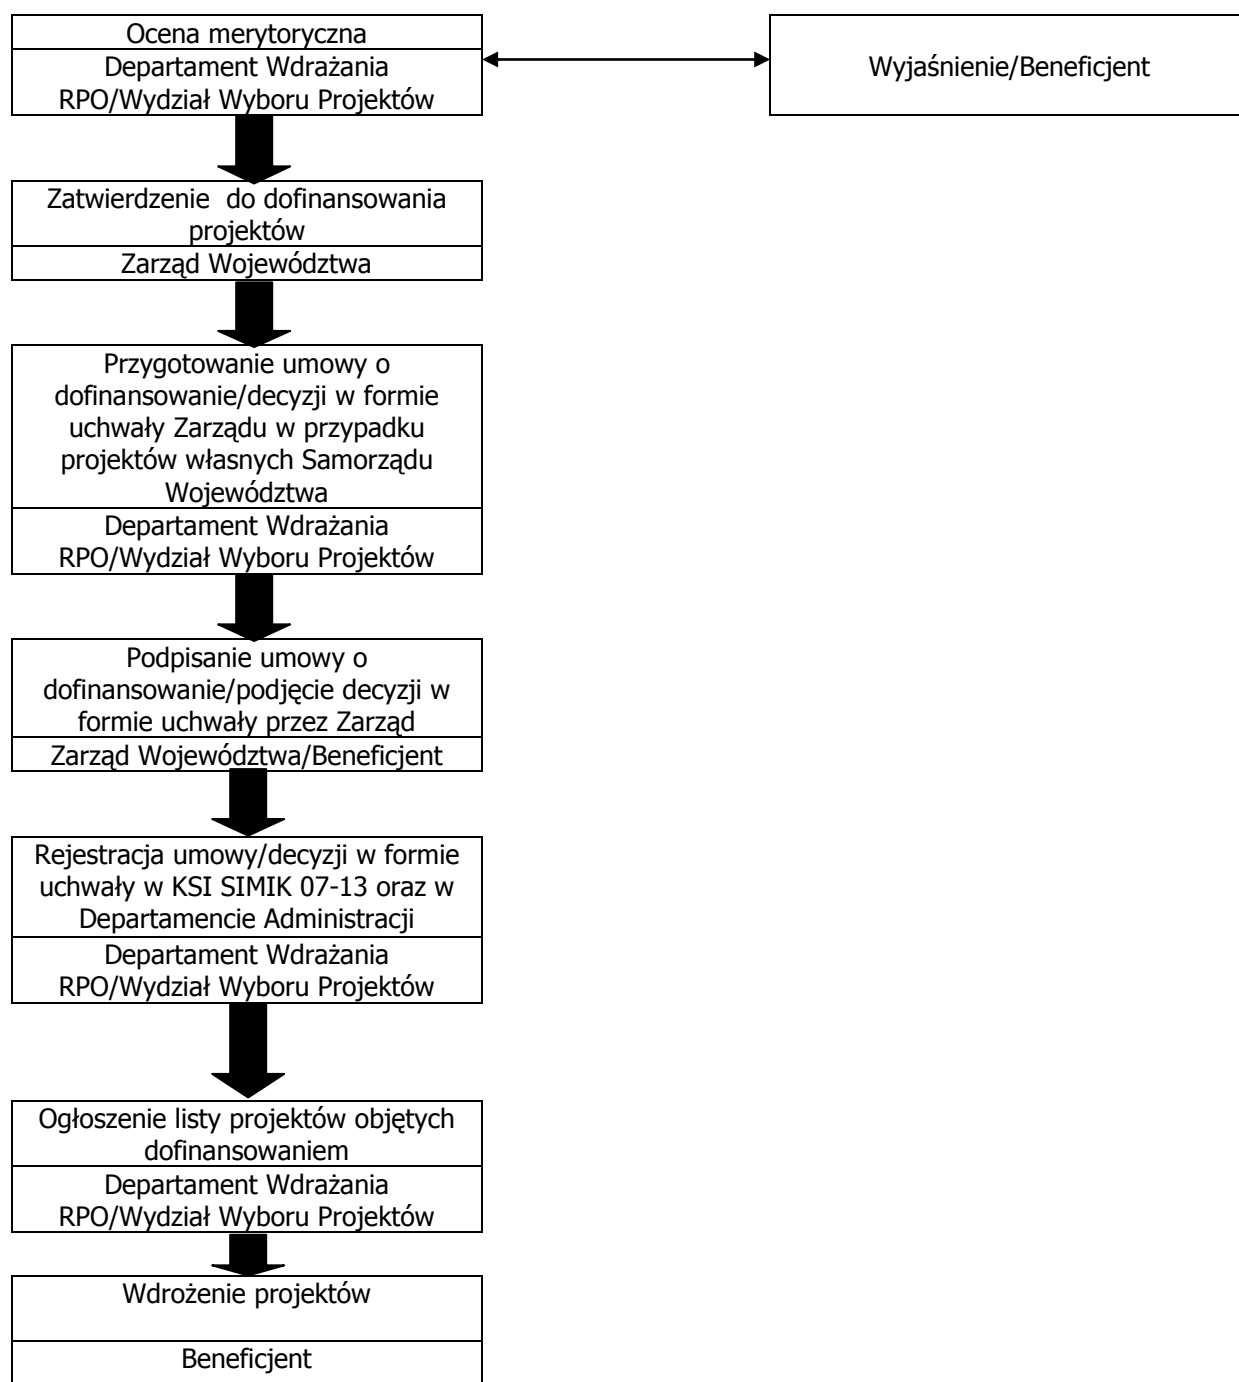 Ocena merytoryczna
Departament Wdrażania
RPO/Wydział Wyboru Projektów
Wyjaśnienie/Beneficjent
Zatwierdzenie do dofinansowania
projektów
Zarząd Województwa
Przygotowanie umowy o
dofinansowanie/decyzji w formie
uchwały Zarządu w przypadku
projektów własnych Samorządu
Województwa
Departament Wdrażania
RPO/Wydział Wyboru Projektów
Podpisanie umowy o
dofinansowanie/podjęcie decyzji w
formie uchwały przez Zarząd
Zarząd Województwa/Beneficjent
Rejestracja umowy/decyzji w formie
uchwały w KSI SIMIK 07-13 oraz w
Departamencie Administracji
Departament Wdrażania
RPO/Wydział Wyboru Projektów
Ogłoszenie listy projektów objętych
dofinansowaniem
Departament Wdrażania
RPO/Wydział Wyboru Projektów
Wdrożenie projektów
Beneficjent